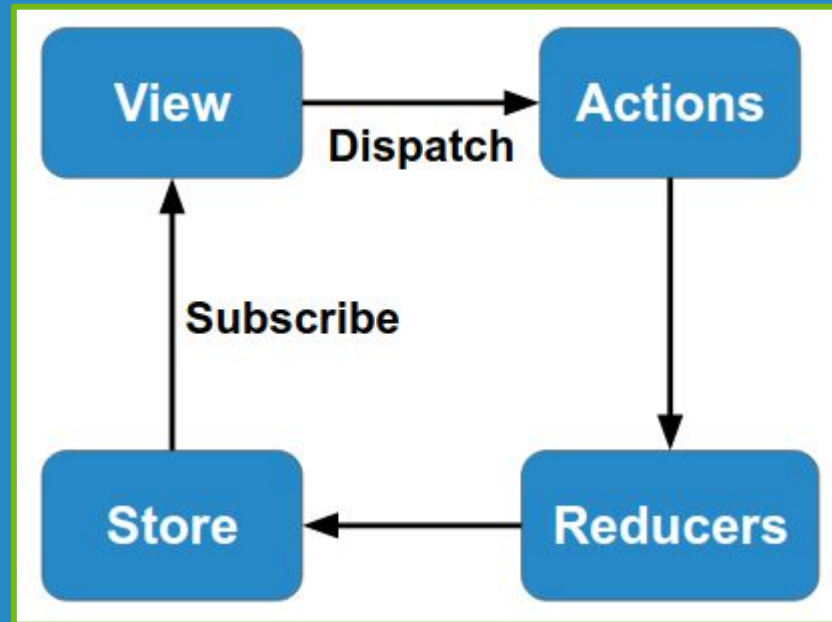 View
Actions
Dispatch
Subscribe
Store
Reducers